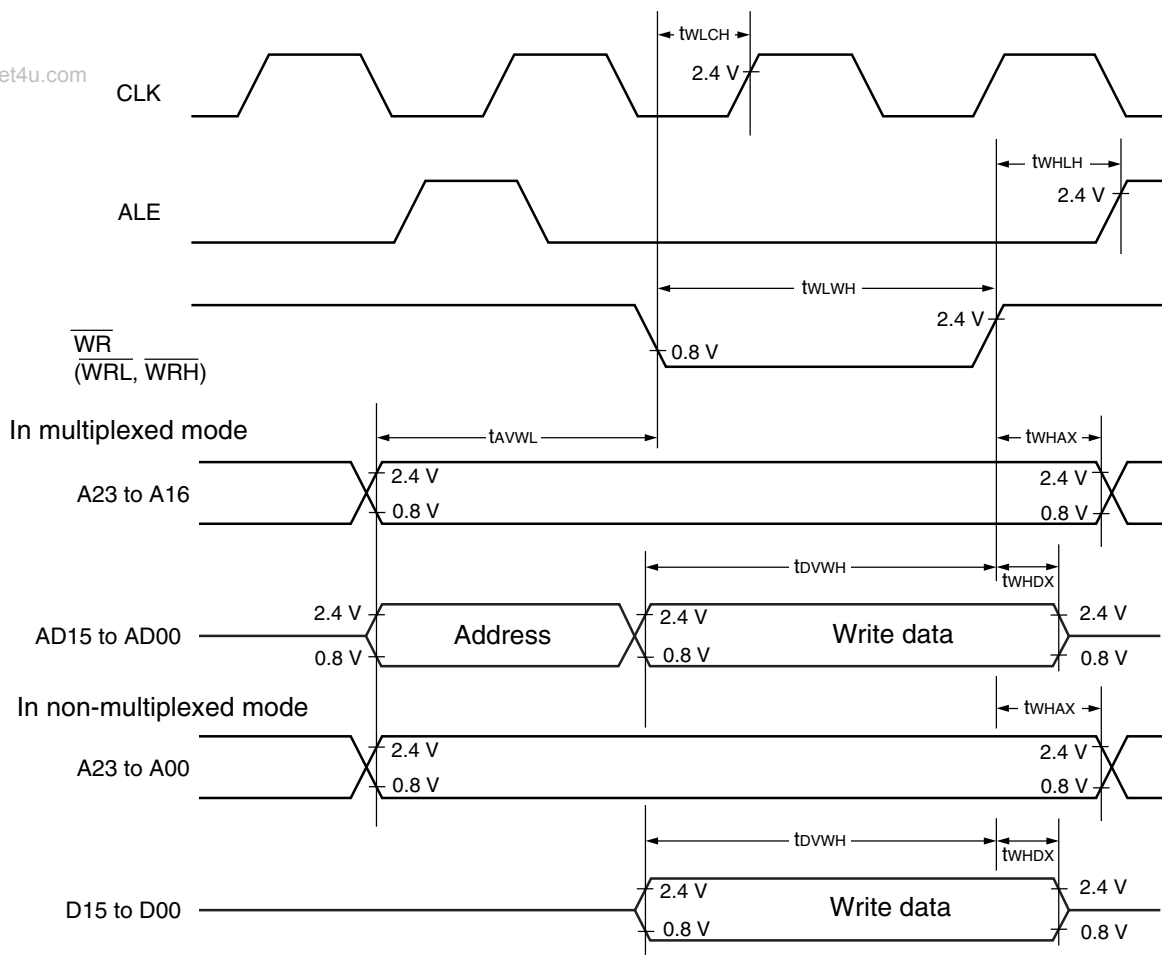 tWLCH
et4u.com
2.4 V
CLK
tWHLH
2.4 V
ALE
tWLWH
2.4 V
WR
0.8 V
(WRL, WRH)
In multiplexed mode
tAVWL
tWHAX
2.4 V
2.4 V
A23 to A16
0.8 V
0.8 V
tDVWH
tWHDX
2.4 V
2.4 V
2.4 V
AD15 to AD00
Address
Write data
0.8 V
0.8 V
0.8 V
In non-multiplexed mode
tWHAX
2.4 V
2.4 V
A23 to A00
0.8 V
0.8 V
tDVWH
tWHDX
2.4 V
2.4 V
D15 to D00
Write data
0.8 V
0.8 V